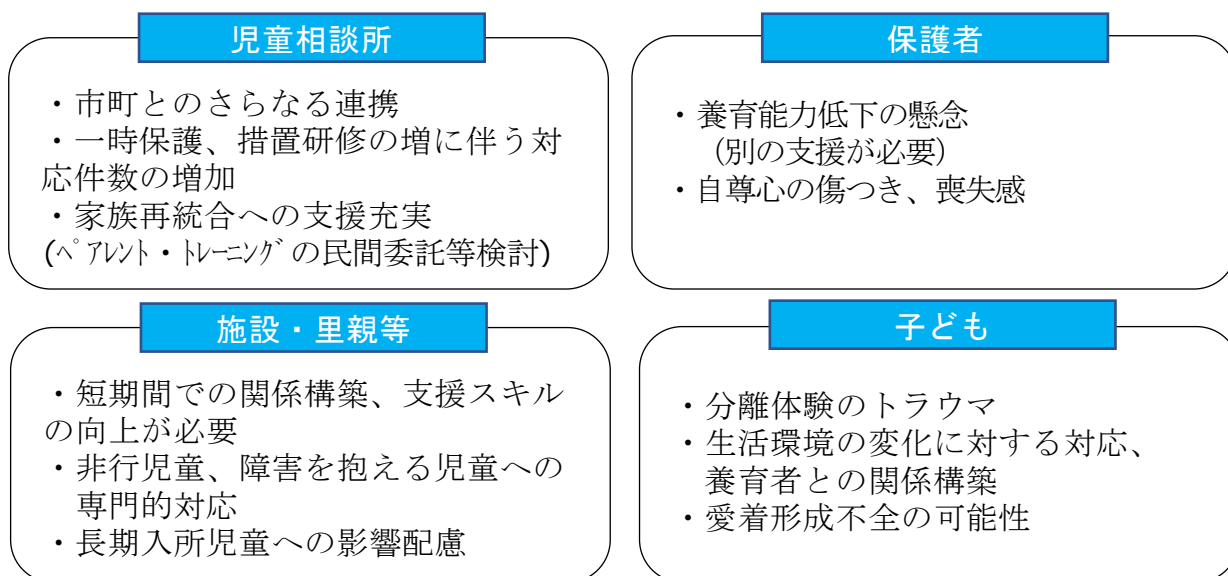 児童相談所
・市町とのさらなる連携
・一時保護、措置研修の増に伴う対
応件数の増加
・家族再統合への支援充実
(ﾍﾟｱﾚﾝﾄ・ﾄﾚｰﾆﾝｸﾞの民間委託等検討)
保護者
・養育能力低下の懸念
(別の支援が必要)
・自尊心の傷つき、喪失感
施設・里親等
・短期間での関係構築、支援スキル
の向上が必要
・非行児童、障害を抱える児童への
専門的対応
・長期入所児童への影響配慮
子ども
・分離体験のトラウマ
・生活環境の変化に対する対応、
養育者との関係構築
・愛着形成不全の可能性